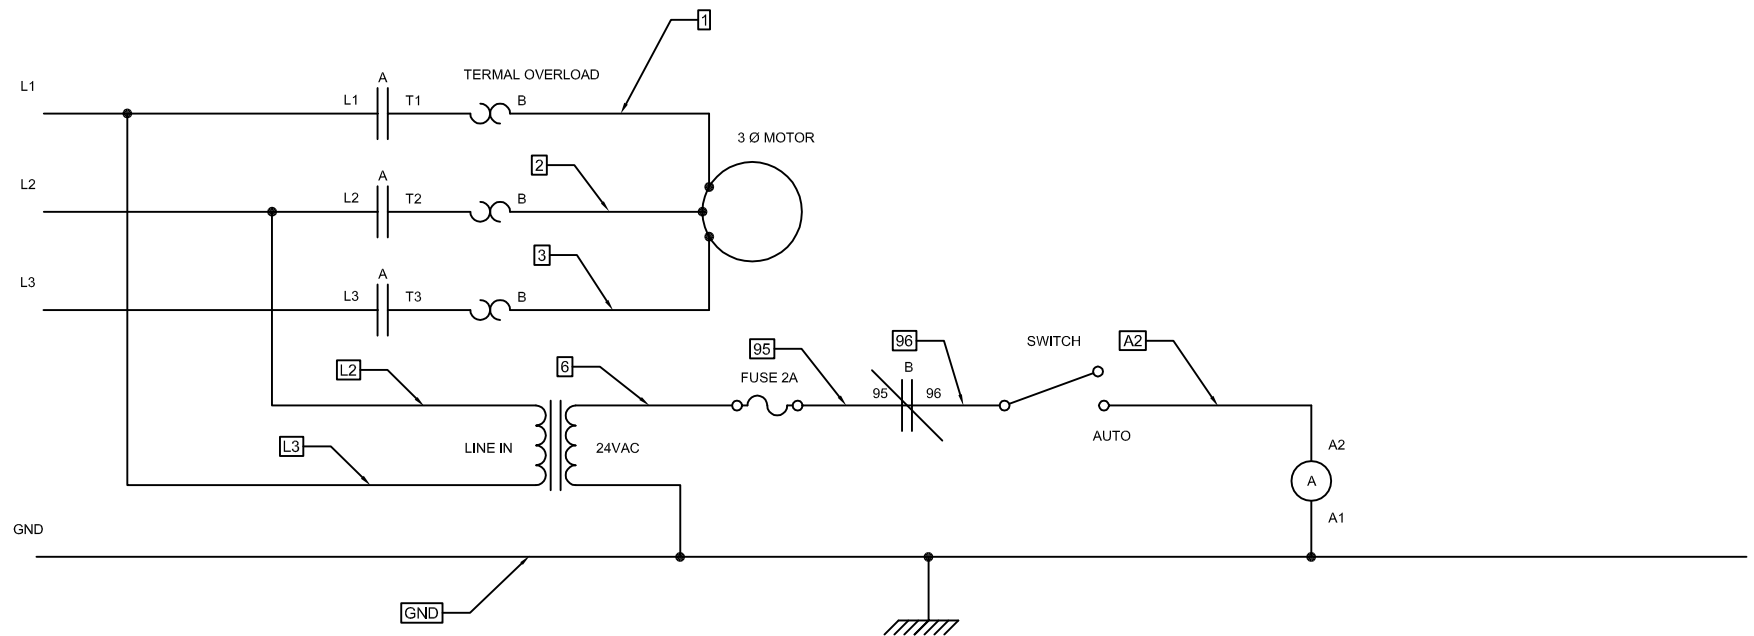 1
A
TERMAL OVERLOAD
L1
L1
T1
B
3 Ø MOTOR
2
A
L2
L2
T2
B
3
A
L3
L3
T3
B
95
96
SWITCH
A2
L2
6
FUSE 2A
B
95
96
AUTO
L3
LINE IN
24VAC
A2
A
A1
GND
GND